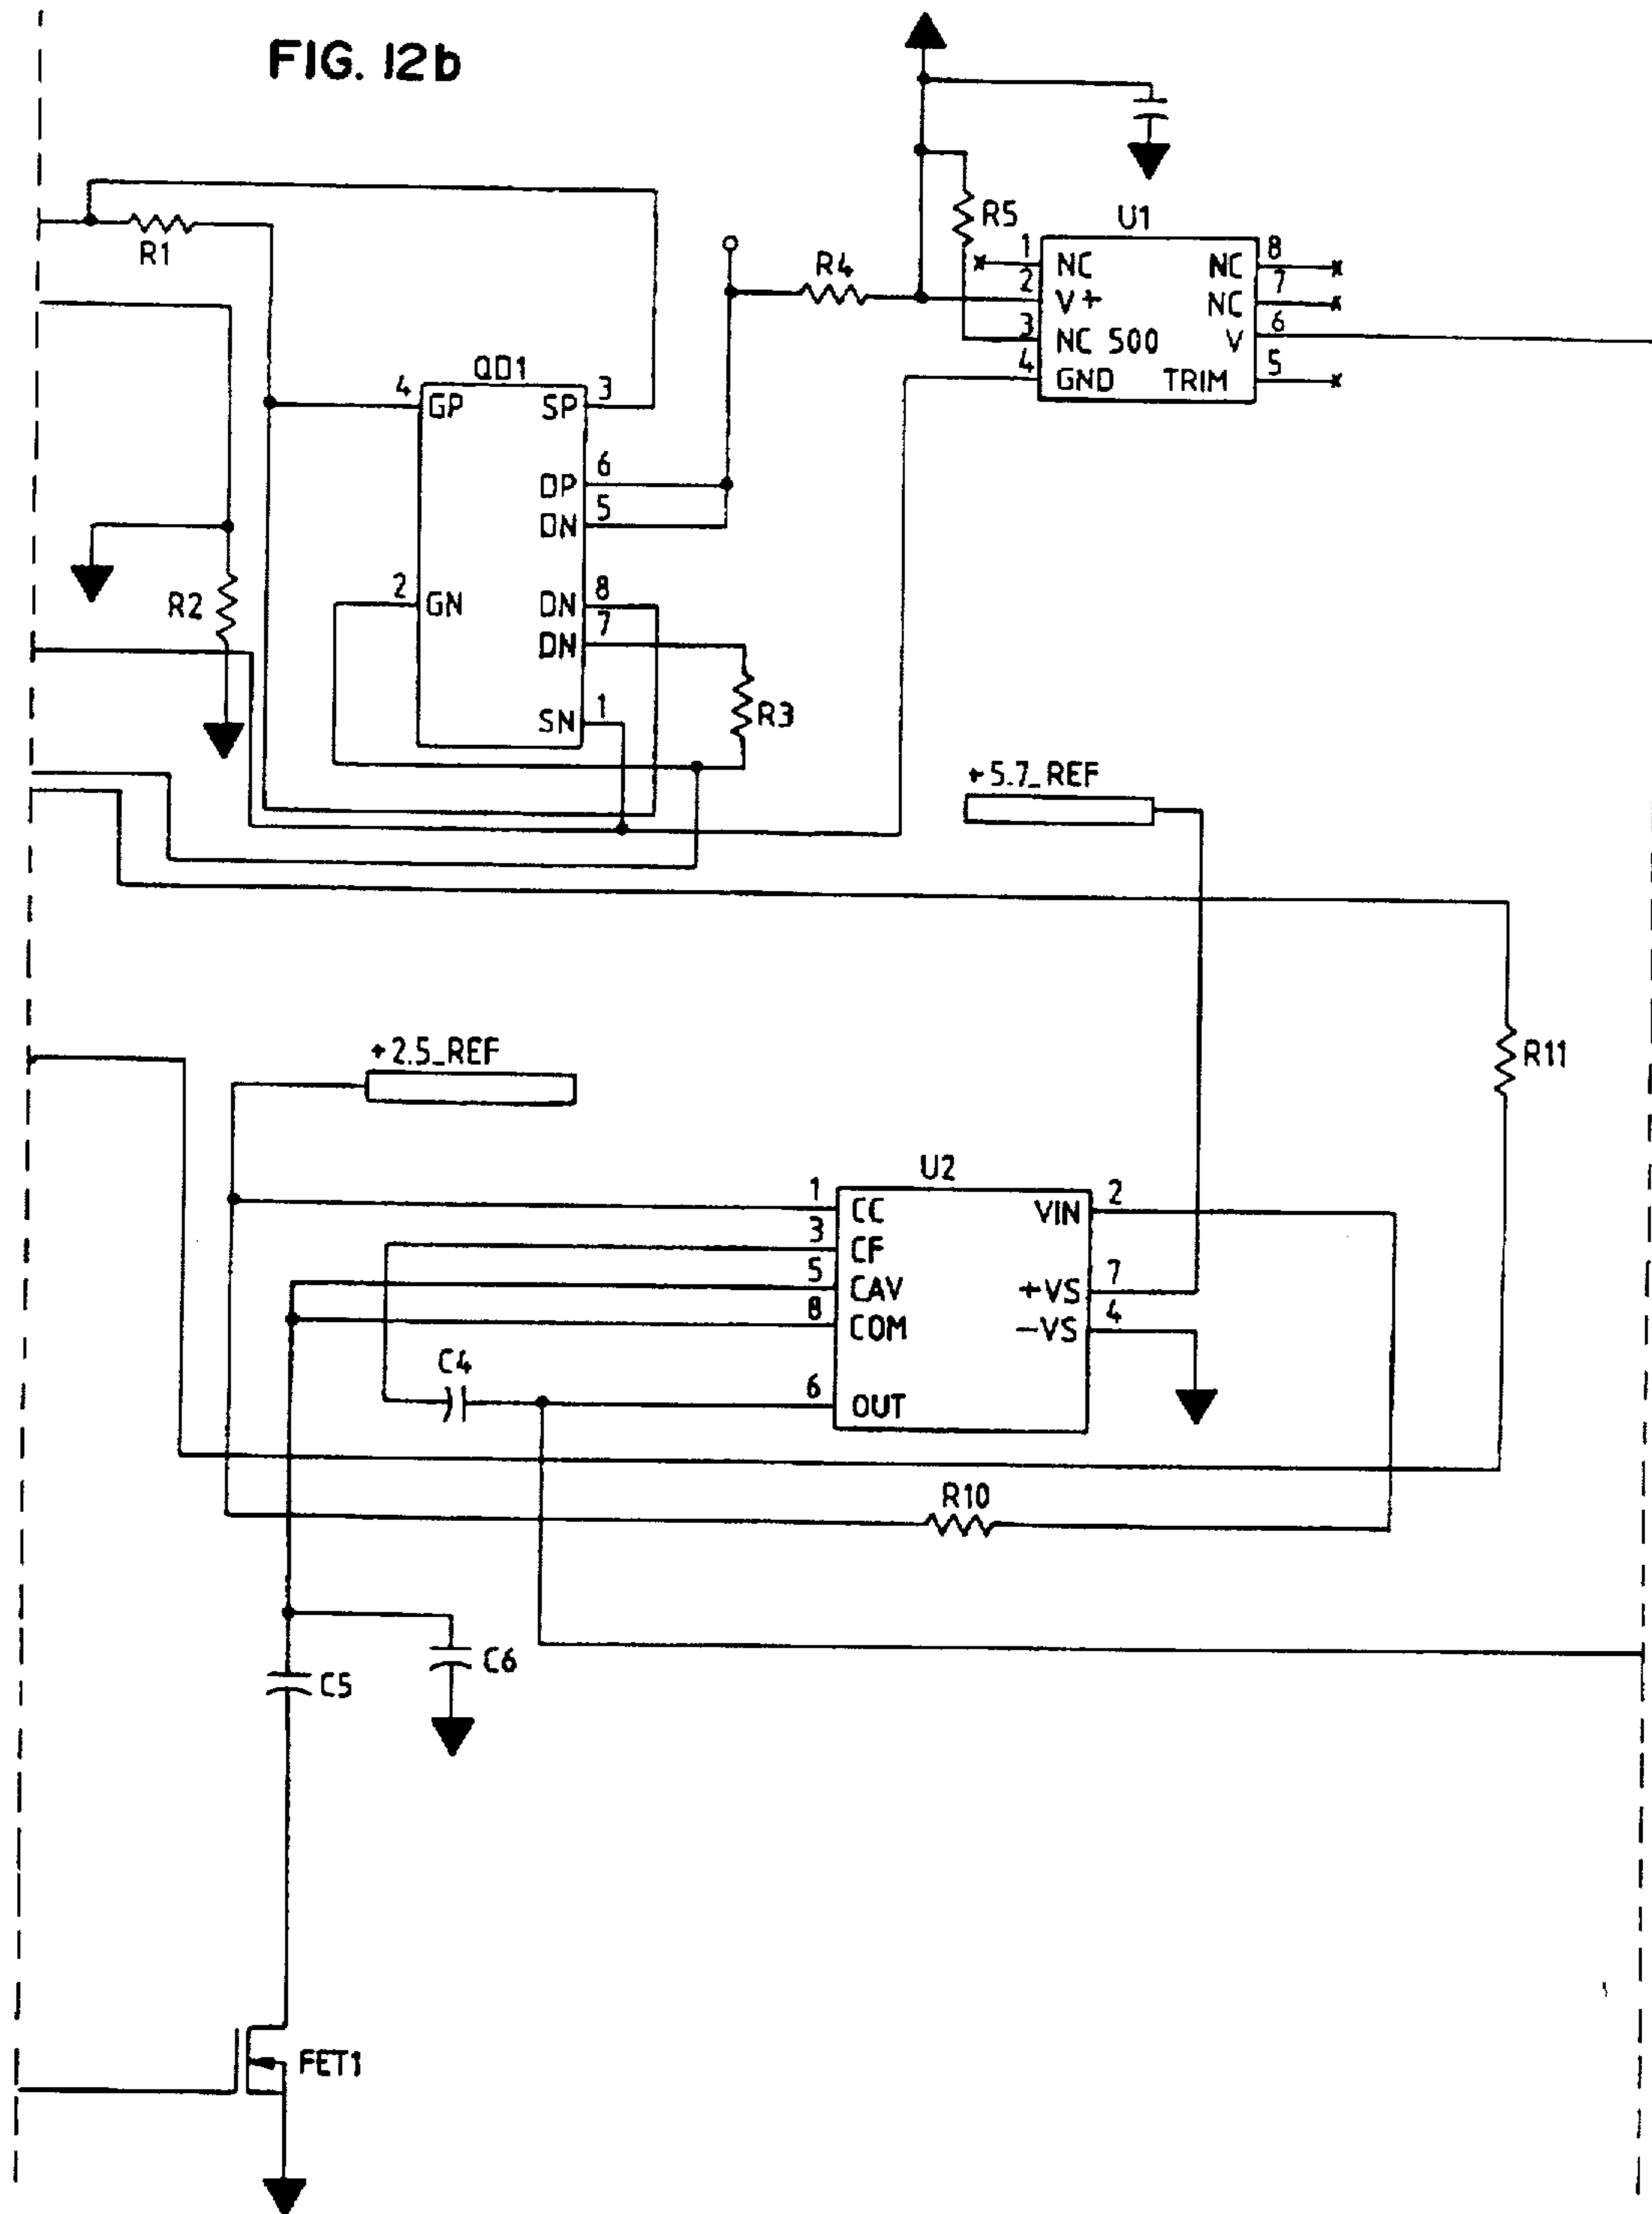 FIG. 12b
R1
R2
QD1
4 GP SP 3
DP 6
DN 5
2 GN DN 8
DN 7
SN 1
R3
R4
R5
U1
1 NC NC 8
2 V+ NC 7
3 NC 500 V 6
4 GND TRIM 5
+5.7_REF
+2.5_REF
R11
U2
1 CC VIN 2
3 CF
5 CAV +VS 7
8 COM -VS 4
6 OUT
C4
R10
C5
C6
FET1